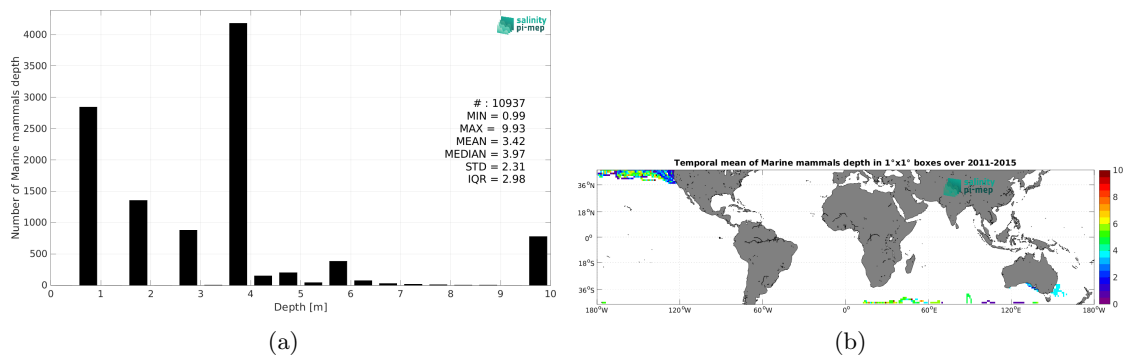 salinity
pi-mep
4000
3500
3000
2500
2000
1500
1000
500
0
Number of Marine mammals depth
# : 10937
MIN = 0.99
MAX = 9.93
MEAN = 3.42
MEDIAN = 3.97
STD = 2.31
IQR = 2.98
0 1 2 3 4 5 6 7 8 9 10
Depth [m]
(a)
Temporal mean of Marine mammals depth in 1°x1° boxes over 2011-2015
salinity
pi-mep
36°N
18°N
0°
18°S
36°S
180°W 120°W 60°W 0° 60°E 120°E 180°W
10
8
6
4
2
0
(b)